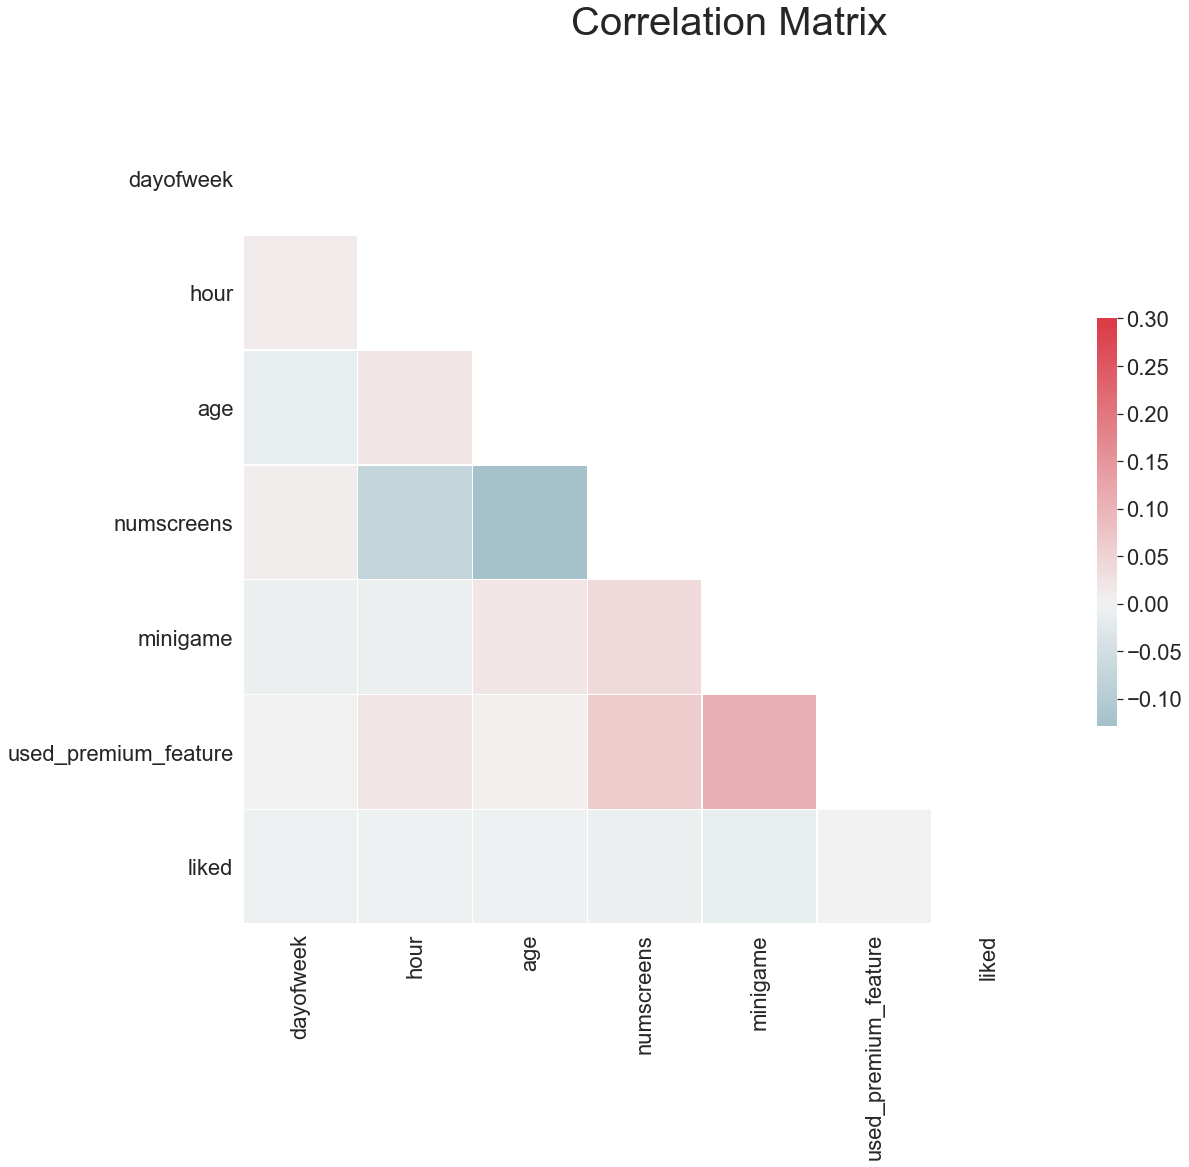 Correlation Matrix
dayofweek
hour
age
numscreens
minigame
used_premium_feature
liked
0.30
0.25
0.20
0.15
0.10
0.05
0.00
−0.05
−0.10
dayofweek
hour
age
numscreens
minigame
used_premium_feature
liked